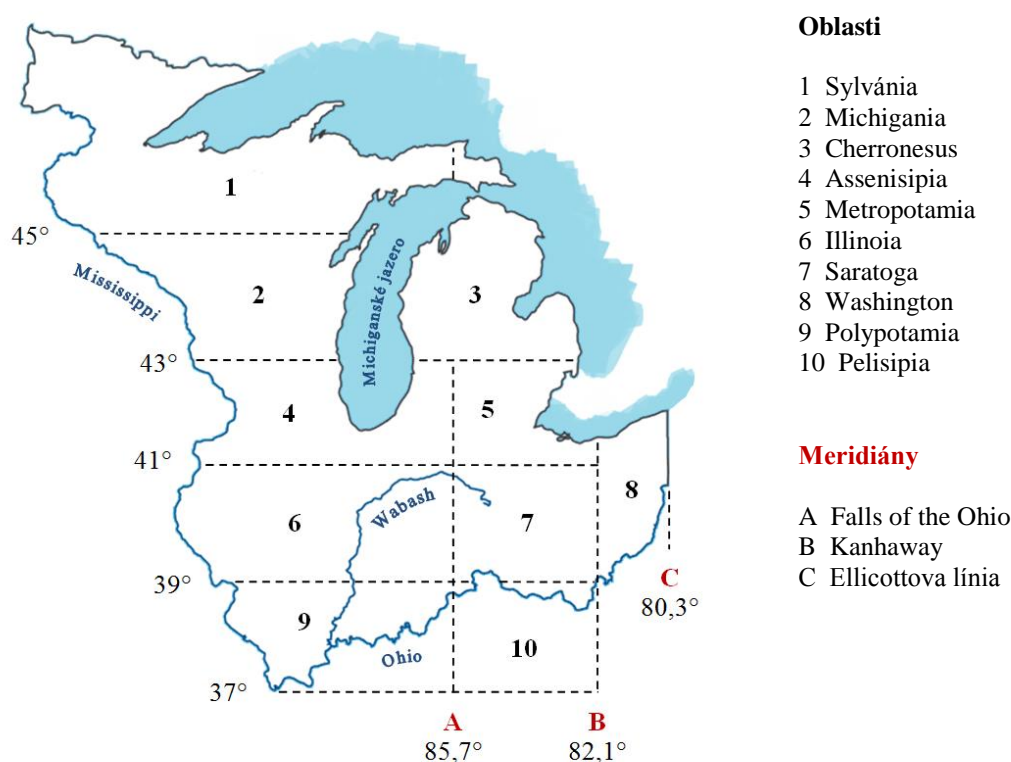 1
45°
Mississippi
2
Michiganské jazero
3
43°
4
5
41°
Wabash
8
6
7
39°
C
80,3°
9
Ohio
10
37°
A
B
85,7°
82,1°
Oblasti
1 Sylvánia
2 Michigania
3 Cherronesus
4 Assenisipia
5 Metropotamia
6 Illinoia
7 Saratoga
8 Washington
9 Polypotamia
10 Pelisipia
Meridiány
A Falls of the Ohio
B Kanhaway
C Ellicottova línia